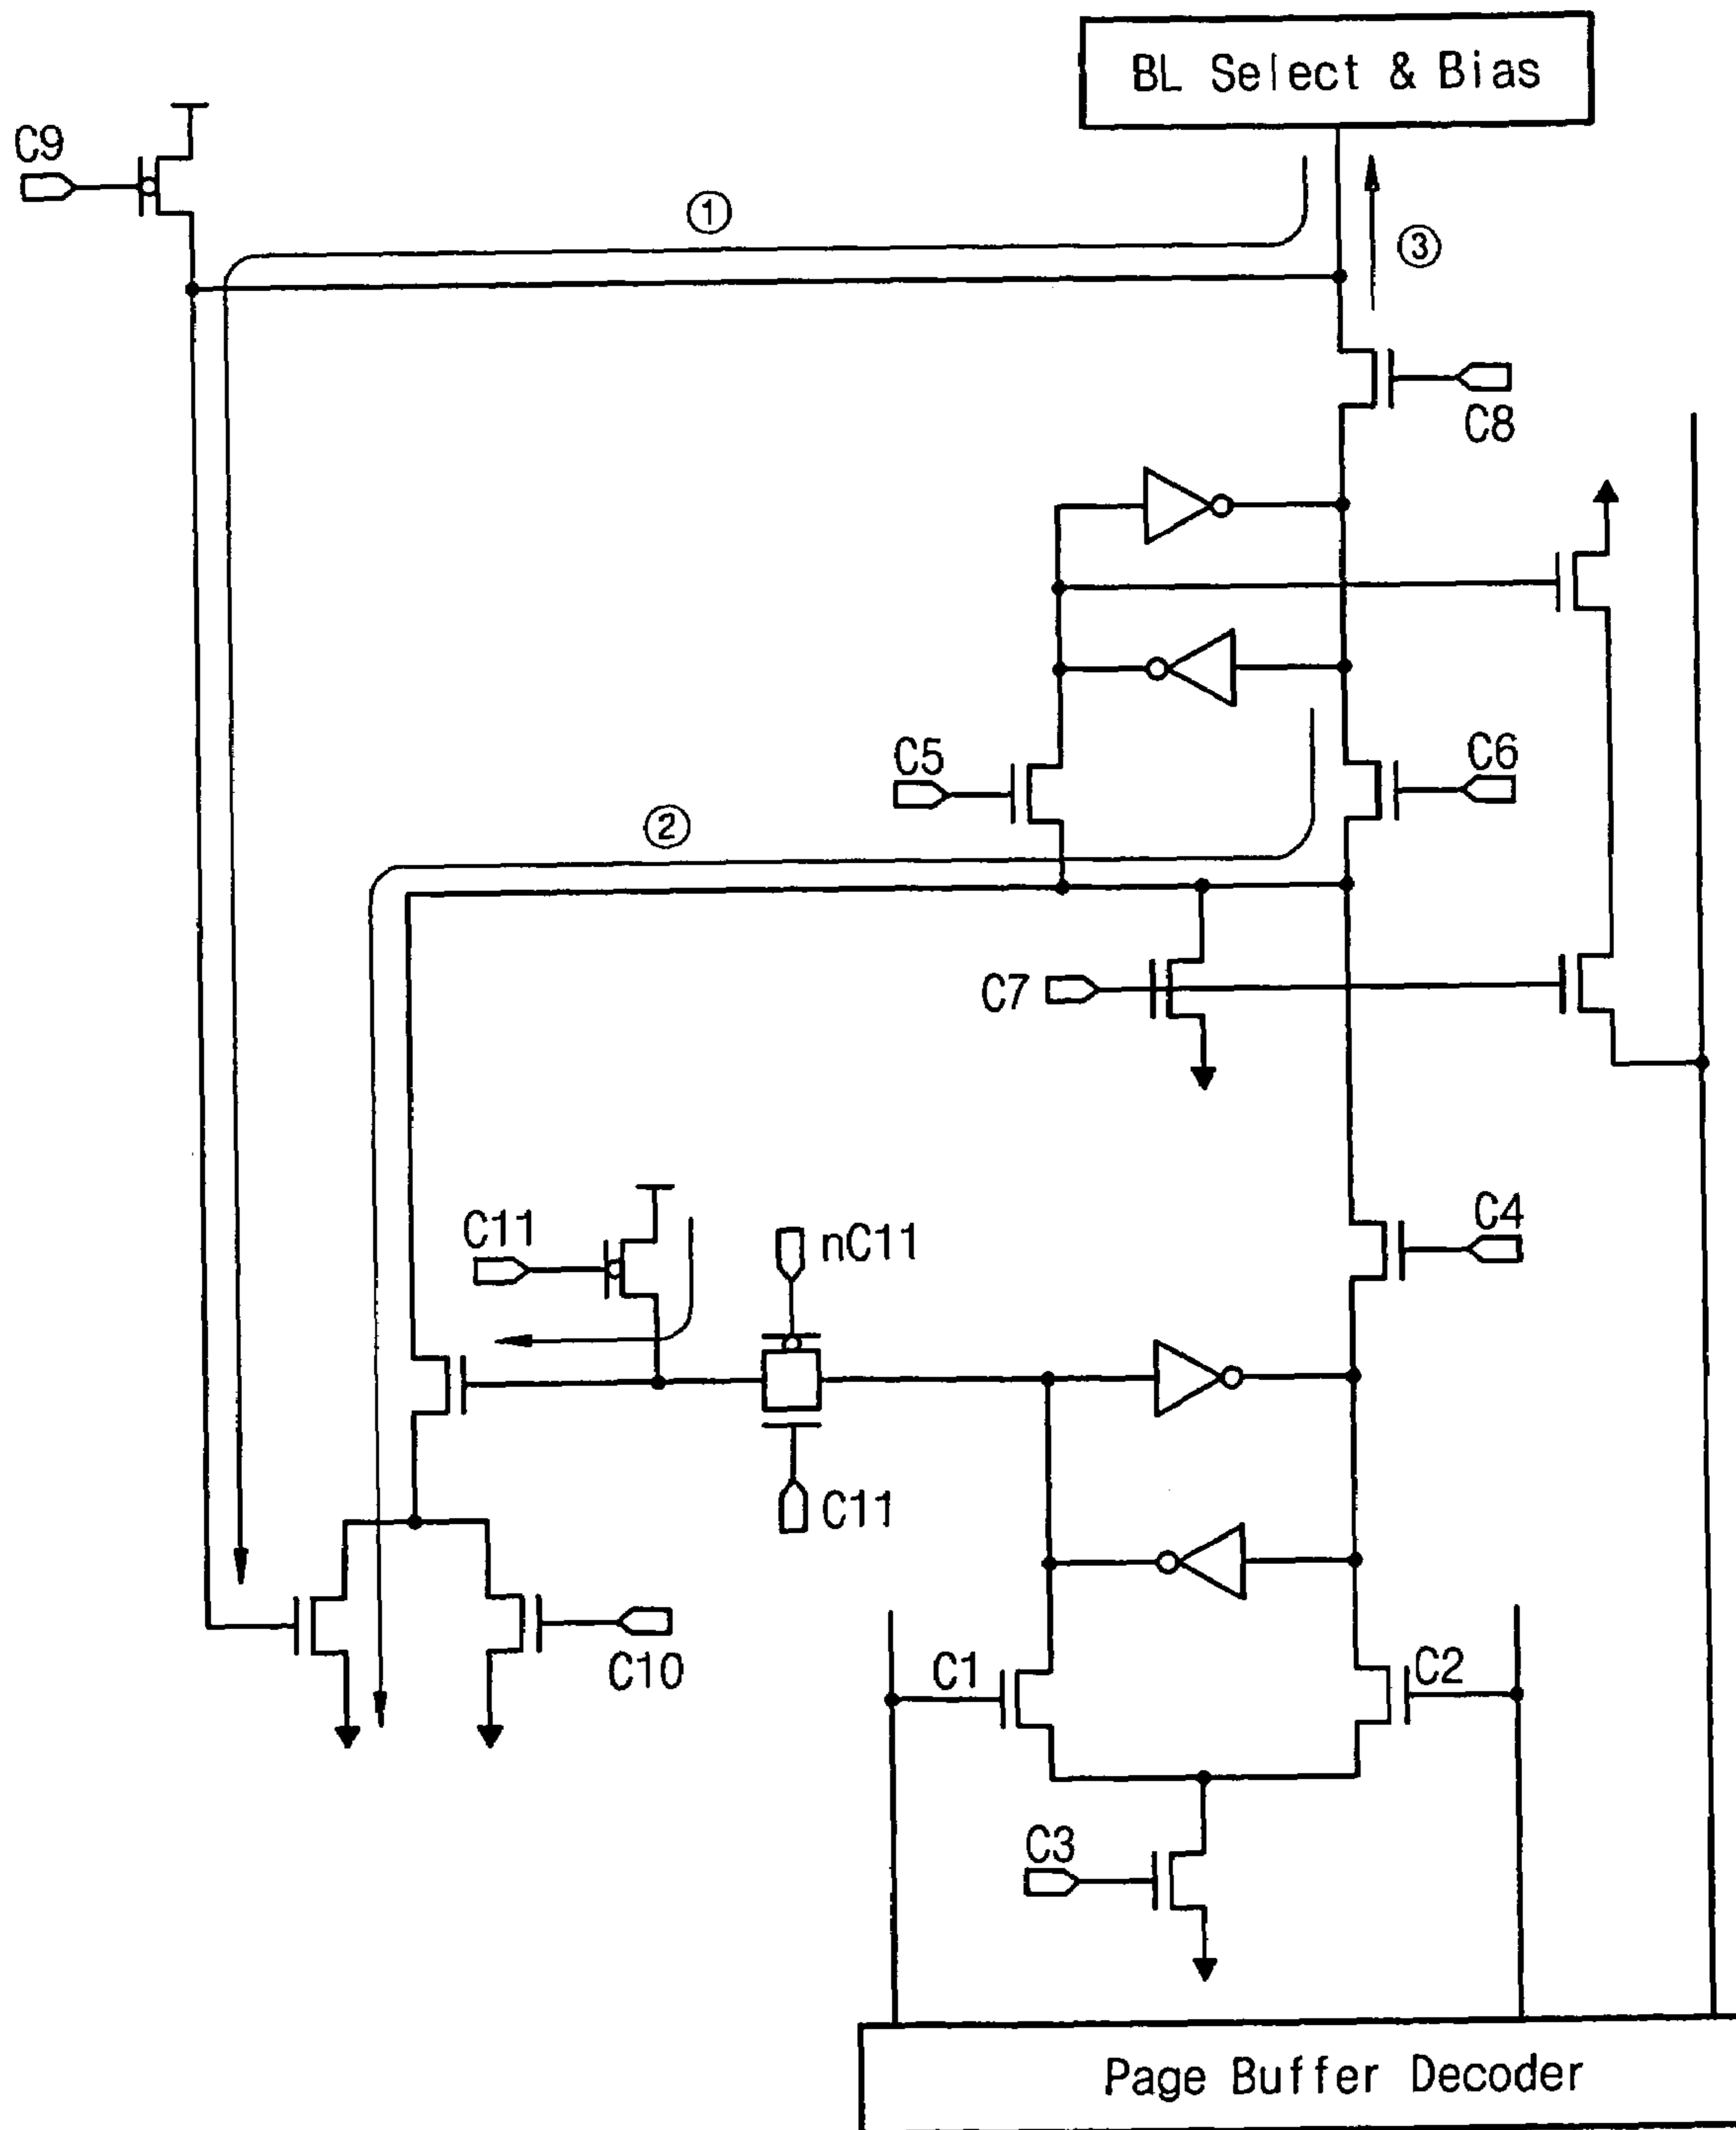 BL Select & Bias
C9
①
③
C8
C5
C6
②
C7
C11
nC11
C4
C11
C10
C1
C2
C3
Page Buffer Decoder